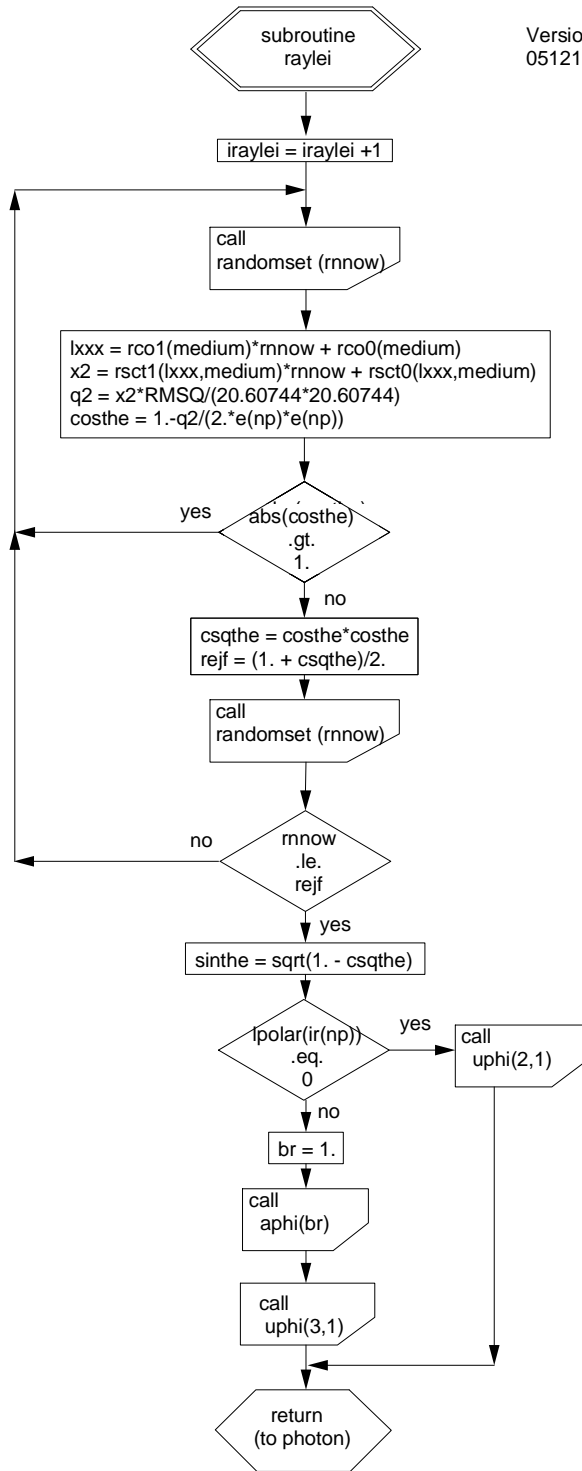 subroutine
raylei
Versio
05121
iraylei = iraylei +1
call
randomset (rnnow)
lxxx = rco1(medium)*rnnow + rco0(medium)
x2 = rsct1(lxxx,medium)*rnnow + rsct0(lxxx,medium)
q2 = x2*RMSQ/(20.60744*20.60744)
costhe = 1.-q2/(2.*e(np)*e(np))
yes
abs(costhe)
.gt.
1.
no
csqthe = costhe*costhe
rejf = (1. + csqthe)/2.
call
randomset (rnnow)
no
rnnow
.le.
rejf
yes
sinthe = sqrt(1. - csqthe)
lpolar(ir(np))
.eq.
0
yes
call
uphi(2,1)
no
br = 1.
call
aphi(br)
call
uphi(3,1)
return
(to photon)